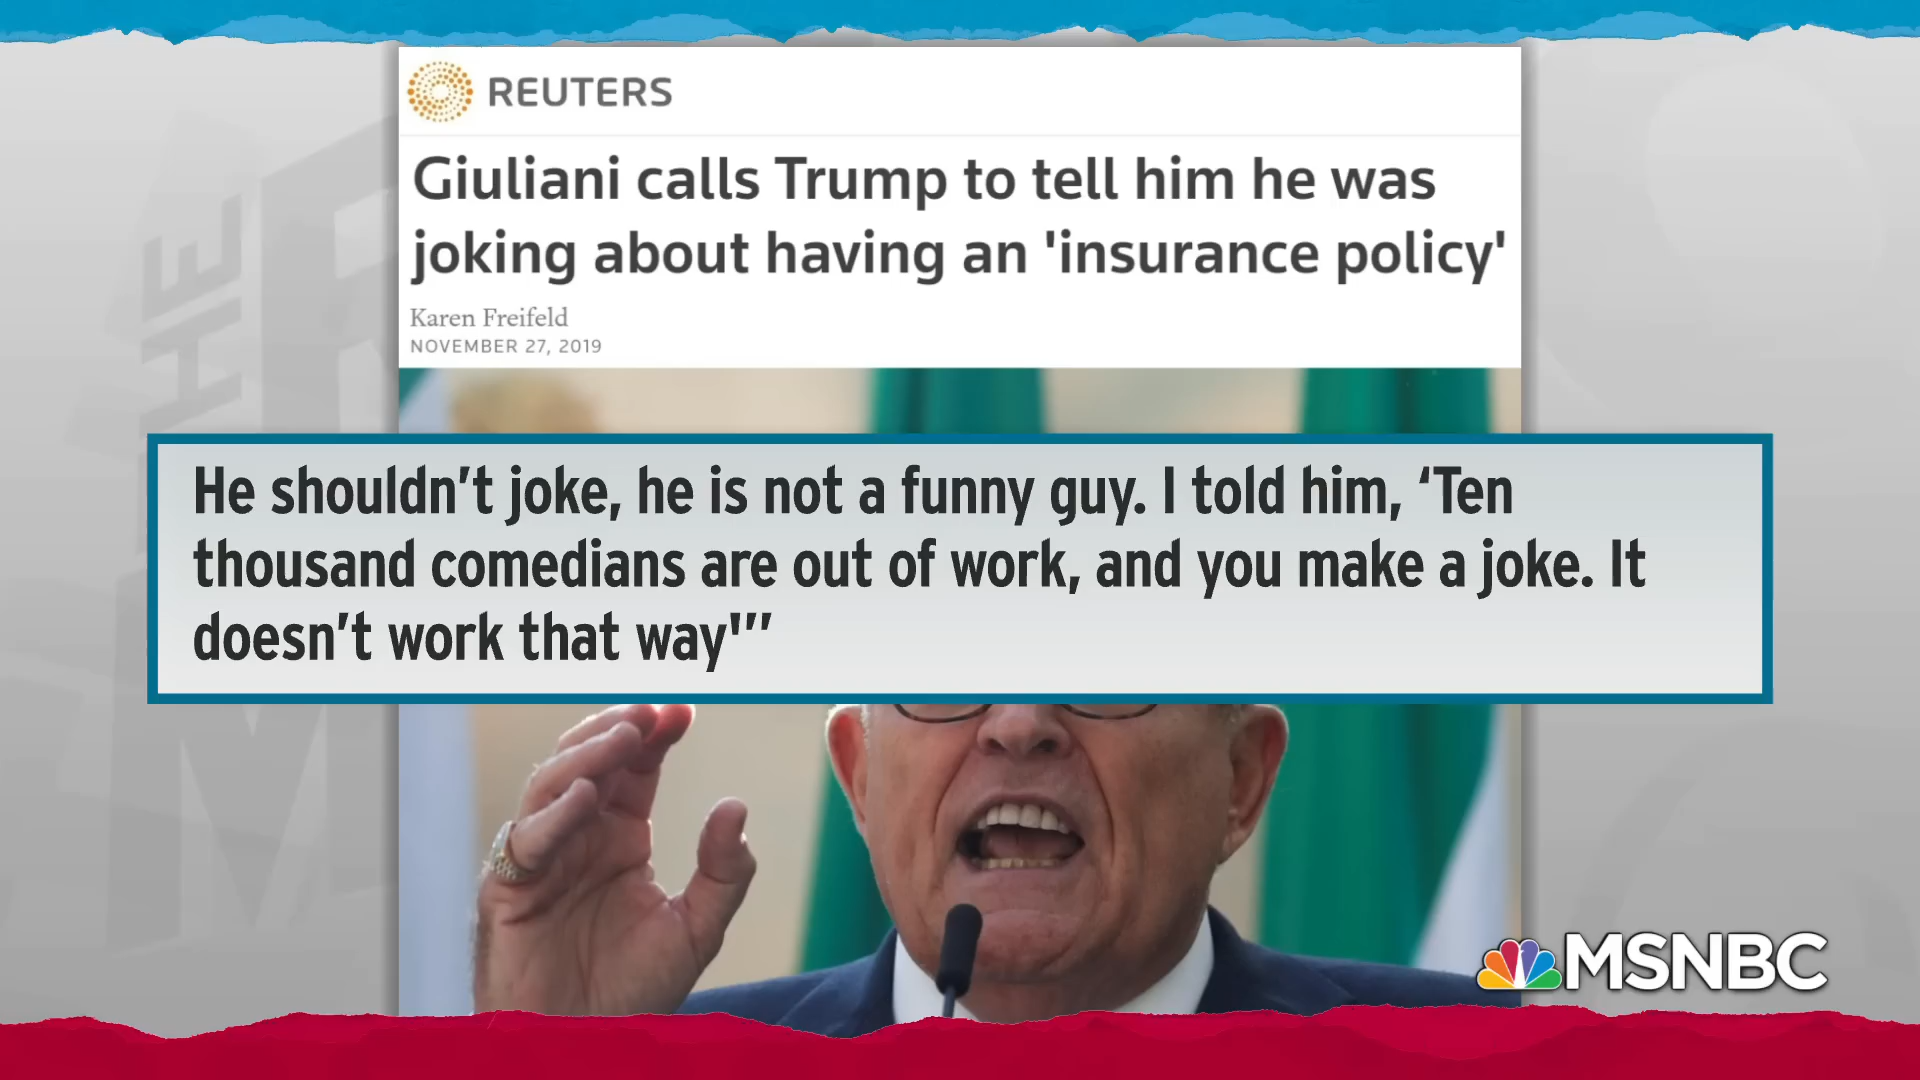 REUTERS
Giuliani calls Trump to tell him he was
joking about having an 'insurance policy'
Karen Freifeld
NOVEMBER 27, 2019
THE
He shouldn’t joke, he is not a funny guy. I told him, ‘Ten
thousand comedians are out of work, and you make a joke. It
doesn’t work that way'”
MSNBC